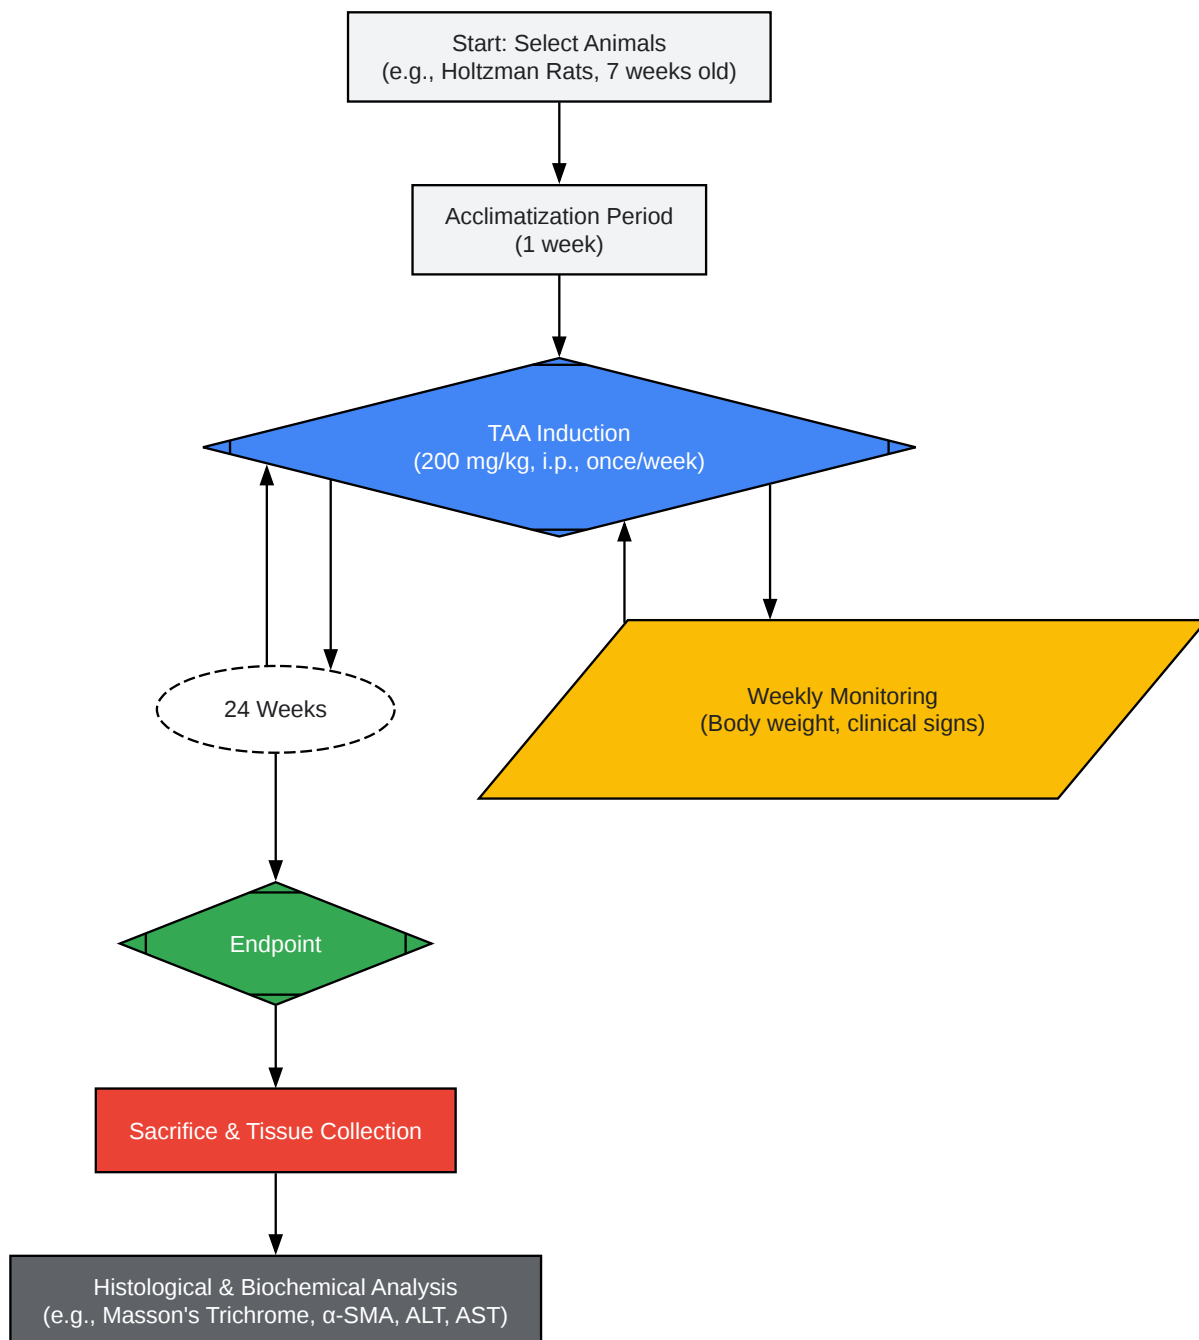 Start: Select Animals
(e.g., Holtzman Rats, 7 weeks old)
Acclimatization Period
(1 week)
TAA Induction
(200 mg/kg, i.p., once/week)
Weekly Monitoring
(Body weight, clinical signs)
24 Weeks
Endpoint
Sacrifice & Tissue Collection
Histological & Biochemical Analysis
(e.g., Masson's Trichrome, α-SMA, ALT, AST)